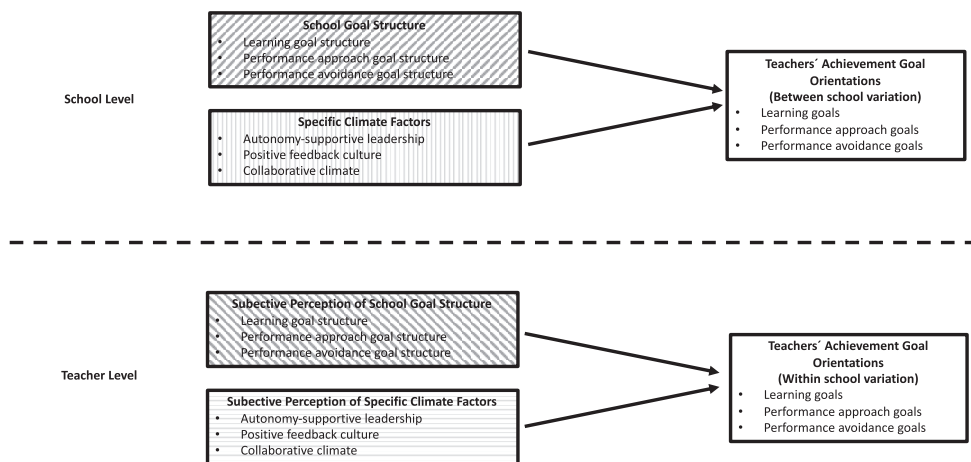 School Level
School Goal Structure
• Learning goal structure
• Performance approach goal structure
• Performance avoidance goal structure
Specific Climate Factors
• Autonomy-supportive leadership
• Positive feedback culture
• Collaborative climate
Teachers´ Achievement Goal
Orientations
(Between school variation)
• Learning goals
• Performance approach goals
• Performance avoidance goals
Teacher Level
Subective Perception of School Goal Structure
• Learning goal structure
• Performance approach goal structure
• Performance avoidance goal structure
Subective Perception of Specific Climate Factors
• Autonomy-supportive leadership
• Positive feedback culture
• Collaborative climate
Teachers´ Achievement Goal
Orientations
(Within school variation)
• Learning goals
• Performance approach goals
• Performance avoidance goals